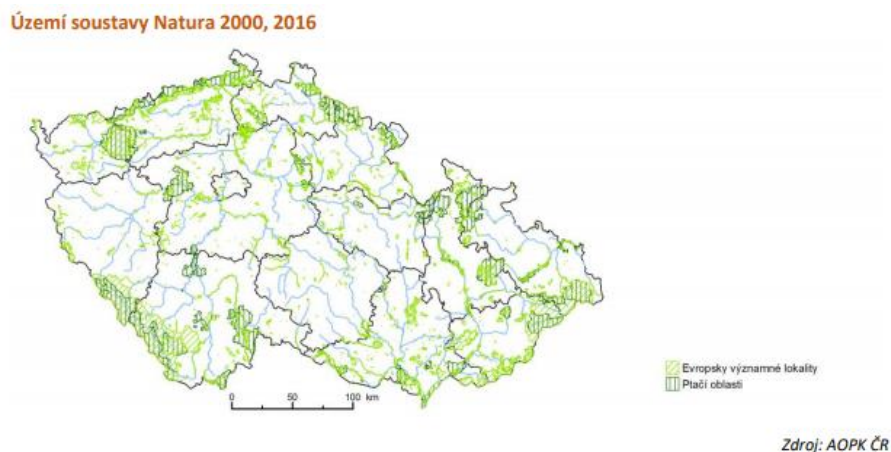 Území soustavy Natura 2000, 2016
0 50 100 km
Evropsky významné lokality
Ptačí oblasti
Zdroj: AOPK ČR